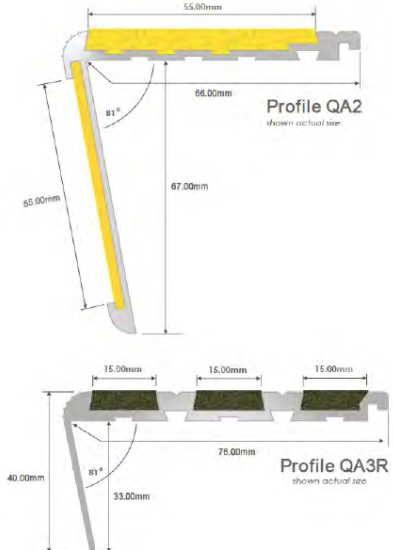 55.00mm
66.00mm
Profile QA2
shown actual size
81°
67.00mm
55.00mm
15.00mm 15.00mm 15.00mm
76.00mm
Profile QA3R
shown actual size
40.00mm
81°
33.00mm